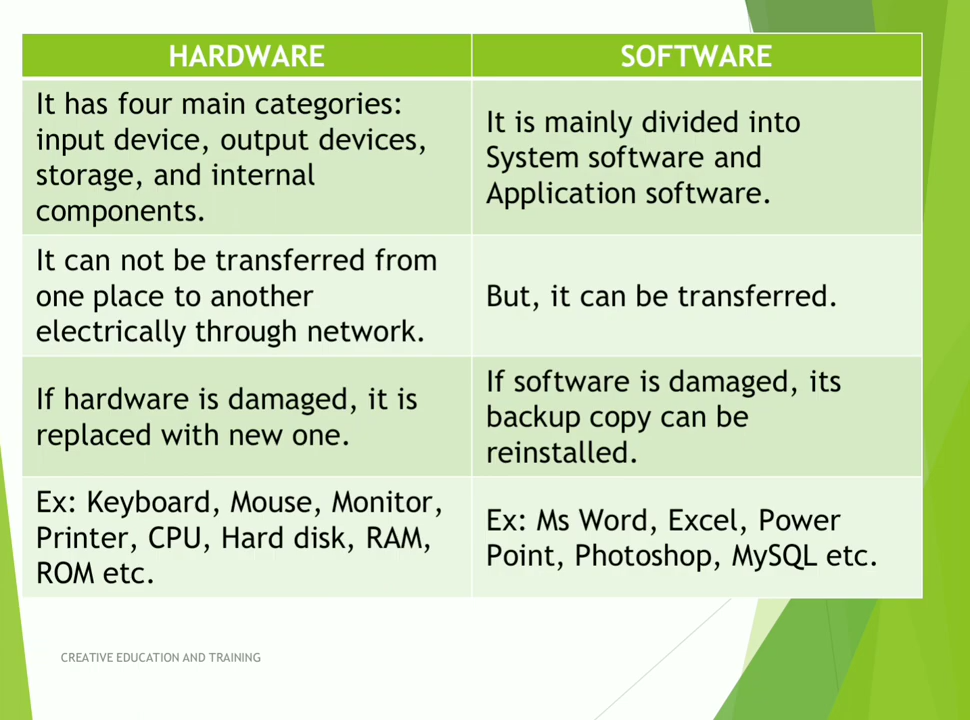 HARDWARE
SOFTWARE
It has four main categories:
input device, output devices,
storage, and internal
components.
It is mainly divided into
System software and
Application software.
It can not be transferred from
one place to another
electrically through network.
But, it can be transferred.
If hardware is damaged, it is
replaced with new one.
If software is damaged, its
backup copy can be
reinstalled.
Ex: Keyboard, Mouse, Monitor,
Printer, CPU, Hard disk, RAM,
ROM etc.
Ex: Ms Word, Excel, Power
Point, Photoshop, MySQL etc.
CREATIVE EDUCATION AND TRAINING